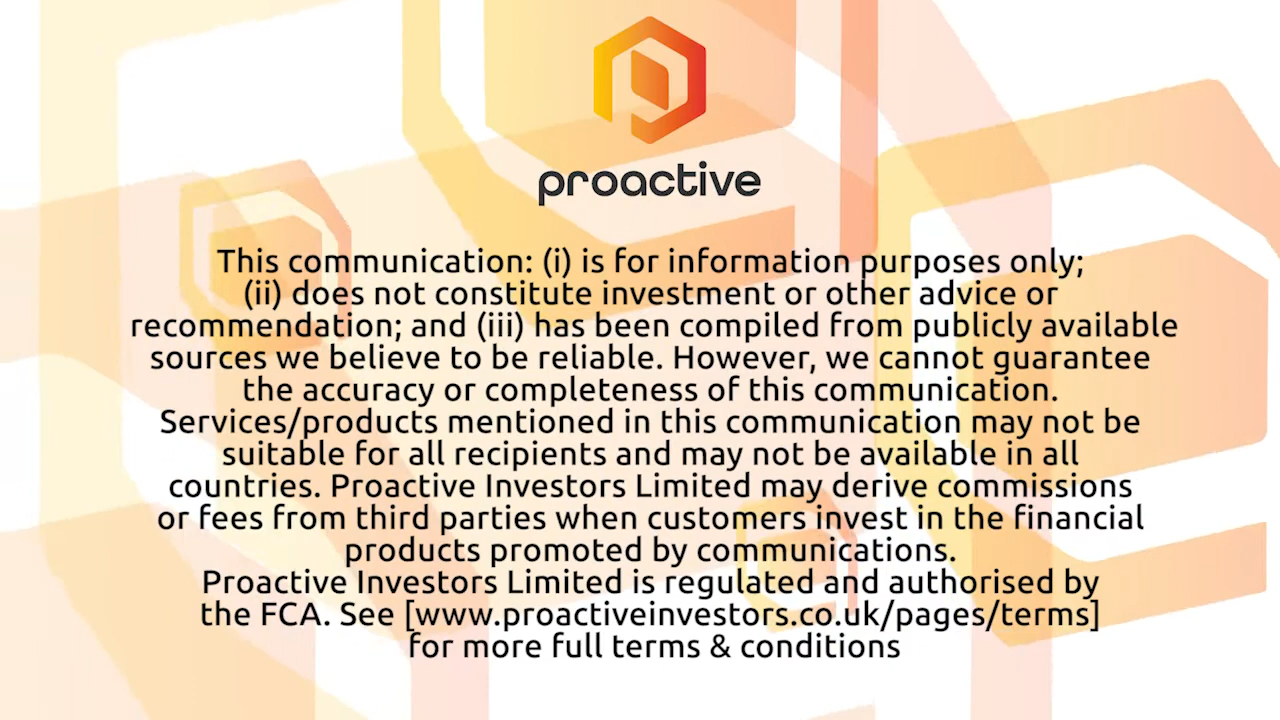 proactive
This communication: (i) is for information purposes only;
(ii) does not constitute investment or other advice or
recommendation; and (iii) has been compiled from publicly available
sources we believe to be reliable. However, we cannot guarantee
the accuracy or completeness of this communication.
Services/products mentioned in this communication may not be
suitable for all recipients and may not be available in all
countries. Proactive Investors Limited may derive commissions
or fees from third parties when customers invest in the financial
products promoted by communications.
Proactive Investors Limited is regulated and authorised by
the FCA. See [www.proactiveinvestors.co.uk/pages/terms]
for more full terms & conditions